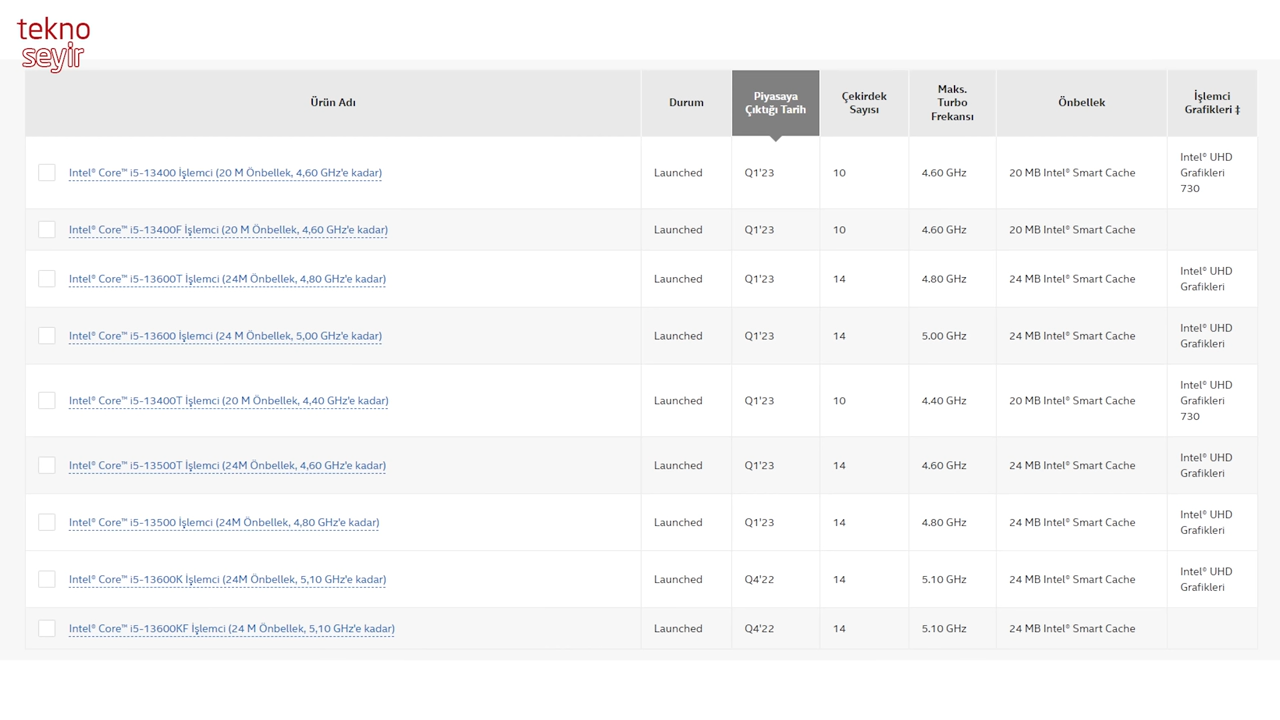 tekno
seyir
Ürün Adı
Durum
Piyasaya
Çıktığı Tarih
Çekirdek
Sayısı
Maks.
Turbo
Frekansı
Önbellek
İşlemci
Grafikleri ‡
Intel® Core™ i5-13400 İşlemci (20 M Önbellek, 4,60 GHz'e kadar)
Launched
Q1'23
10
4.60 GHz
20 MB Intel® Smart Cache
Intel® UHD
Grafikleri
730
Intel® Core™ i5-13400F İşlemci (20 M Önbellek, 4,60 GHz'e kadar)
Launched
Q1'23
10
4.60 GHz
20 MB Intel® Smart Cache
Intel® Core™ i5-13600T İşlemci (24M Önbellek, 4,80 GHz'e kadar)
Launched
Q1'23
14
4.80 GHz
24 MB Intel® Smart Cache
Intel® UHD
Grafikleri
Intel® Core™ i5-13600 İşlemci (24 M Önbellek, 5,00 GHz'e kadar)
Launched
Q1'23
14
5.00 GHz
24 MB Intel® Smart Cache
Intel® UHD
Grafikleri
Intel® Core™ i5-13400T İşlemci (20 M Önbellek, 4,40 GHz'e kadar)
Launched
Q1'23
10
4.40 GHz
20 MB Intel® Smart Cache
Intel® UHD
Grafikleri
730
Intel® Core™ i5-13500T İşlemci (24M Önbellek, 4,60 GHz'e kadar)
Launched
Q1'23
14
4.60 GHz
24 MB Intel® Smart Cache
Intel® UHD
Grafikleri
Intel® Core™ i5-13500 İşlemci (24M Önbellek, 4,80 GHz'e kadar)
Launched
Q1'23
14
4.80 GHz
24 MB Intel® Smart Cache
Intel® UHD
Grafikleri
Intel® Core™ i5-13600K İşlemci (24M Önbellek, 5,10 GHz'e kadar)
Launched
Q4'22
14
5.10 GHz
24 MB Intel® Smart Cache
Intel® UHD
Grafikleri
Intel® Core™ i5-13600KF İşlemci (24 M Önbellek, 5,10 GHz'e kadar)
Launched
Q4'22
14
5.10 GHz
24 MB Intel® Smart Cache